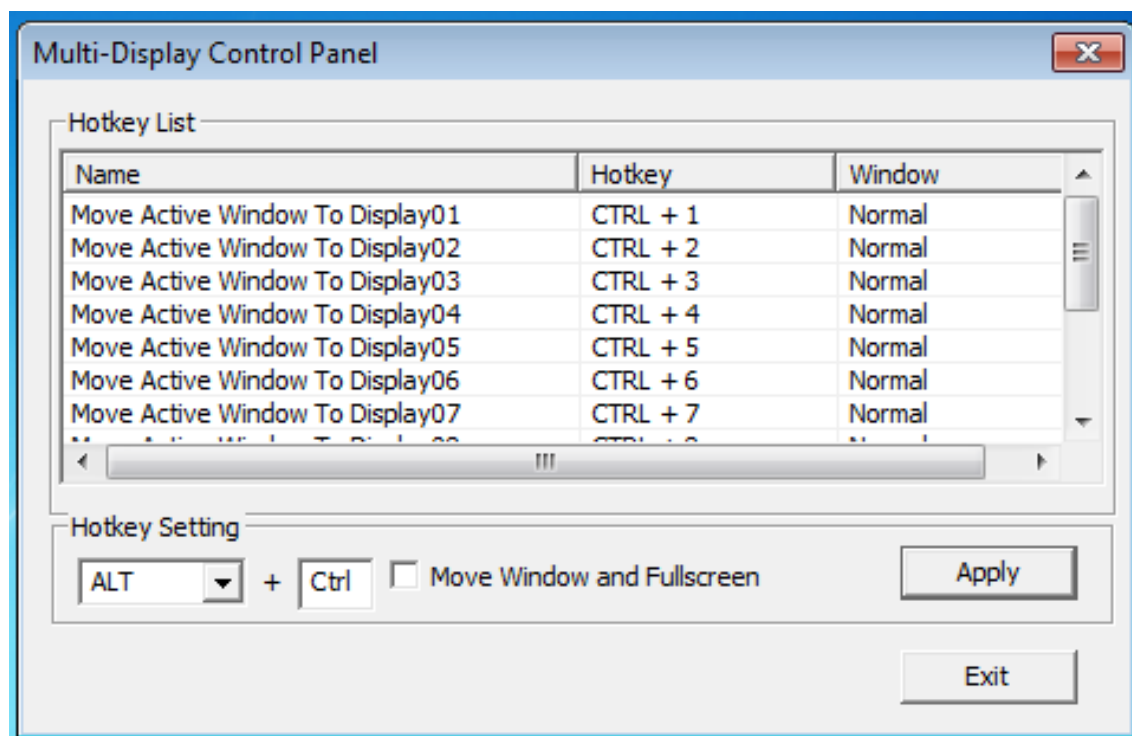 Multi-Display Control Panel
Hotkey List
Name Hotkey Window
Move Active Window To Display01 CTRL + 1 Normal
Move Active Window To Display02 CTRL + 2 Normal
Move Active Window To Display03 CTRL + 3 Normal
Move Active Window To Display04 CTRL + 4 Normal
Move Active Window To Display05 CTRL + 5 Normal
Move Active Window To Display06 CTRL + 6 Normal
Move Active Window To Display07 CTRL + 7 Normal
Hotkey Setting
ALT + Ctrl Move Window and Fullscreen Apply
Exit